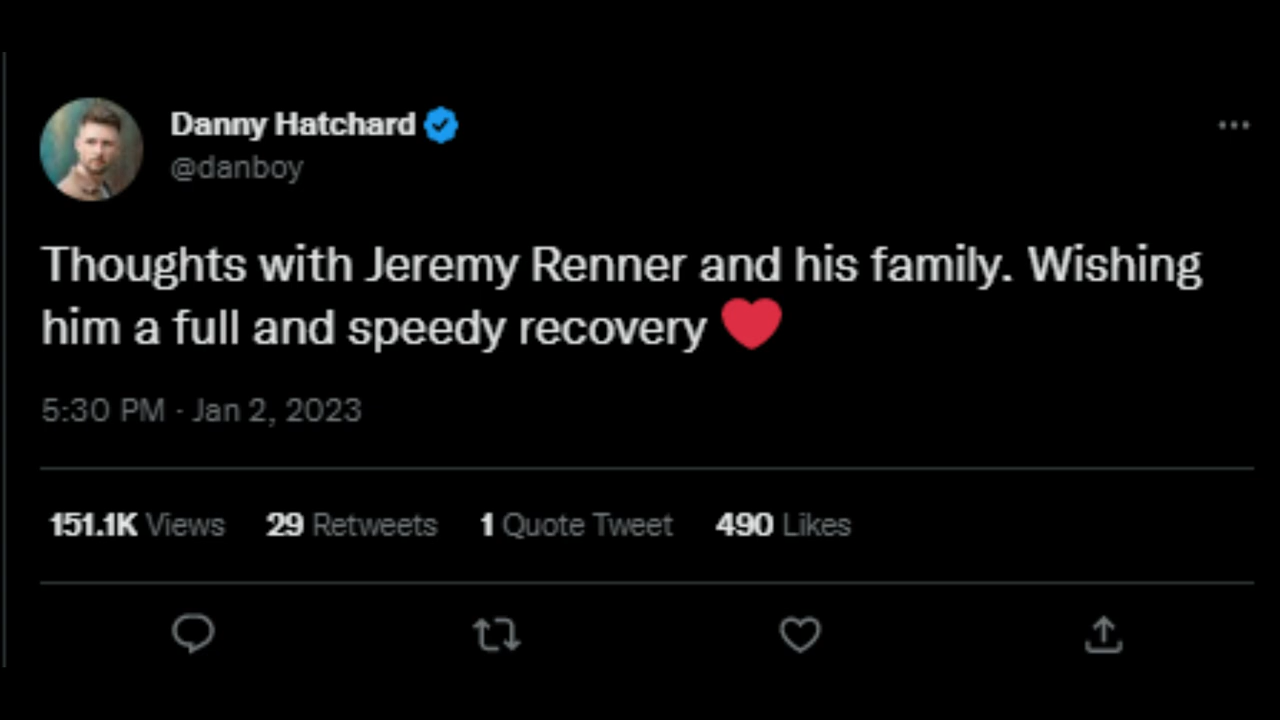 Danny Hatchard
@danboy
Thoughts with Jeremy Renner and his family. Wishing
him a full and speedy recovery ❤️
5:30 PM · Jan 2, 2023
151.1K Views 29 Retweets 1 Quote Tweet 490 Likes